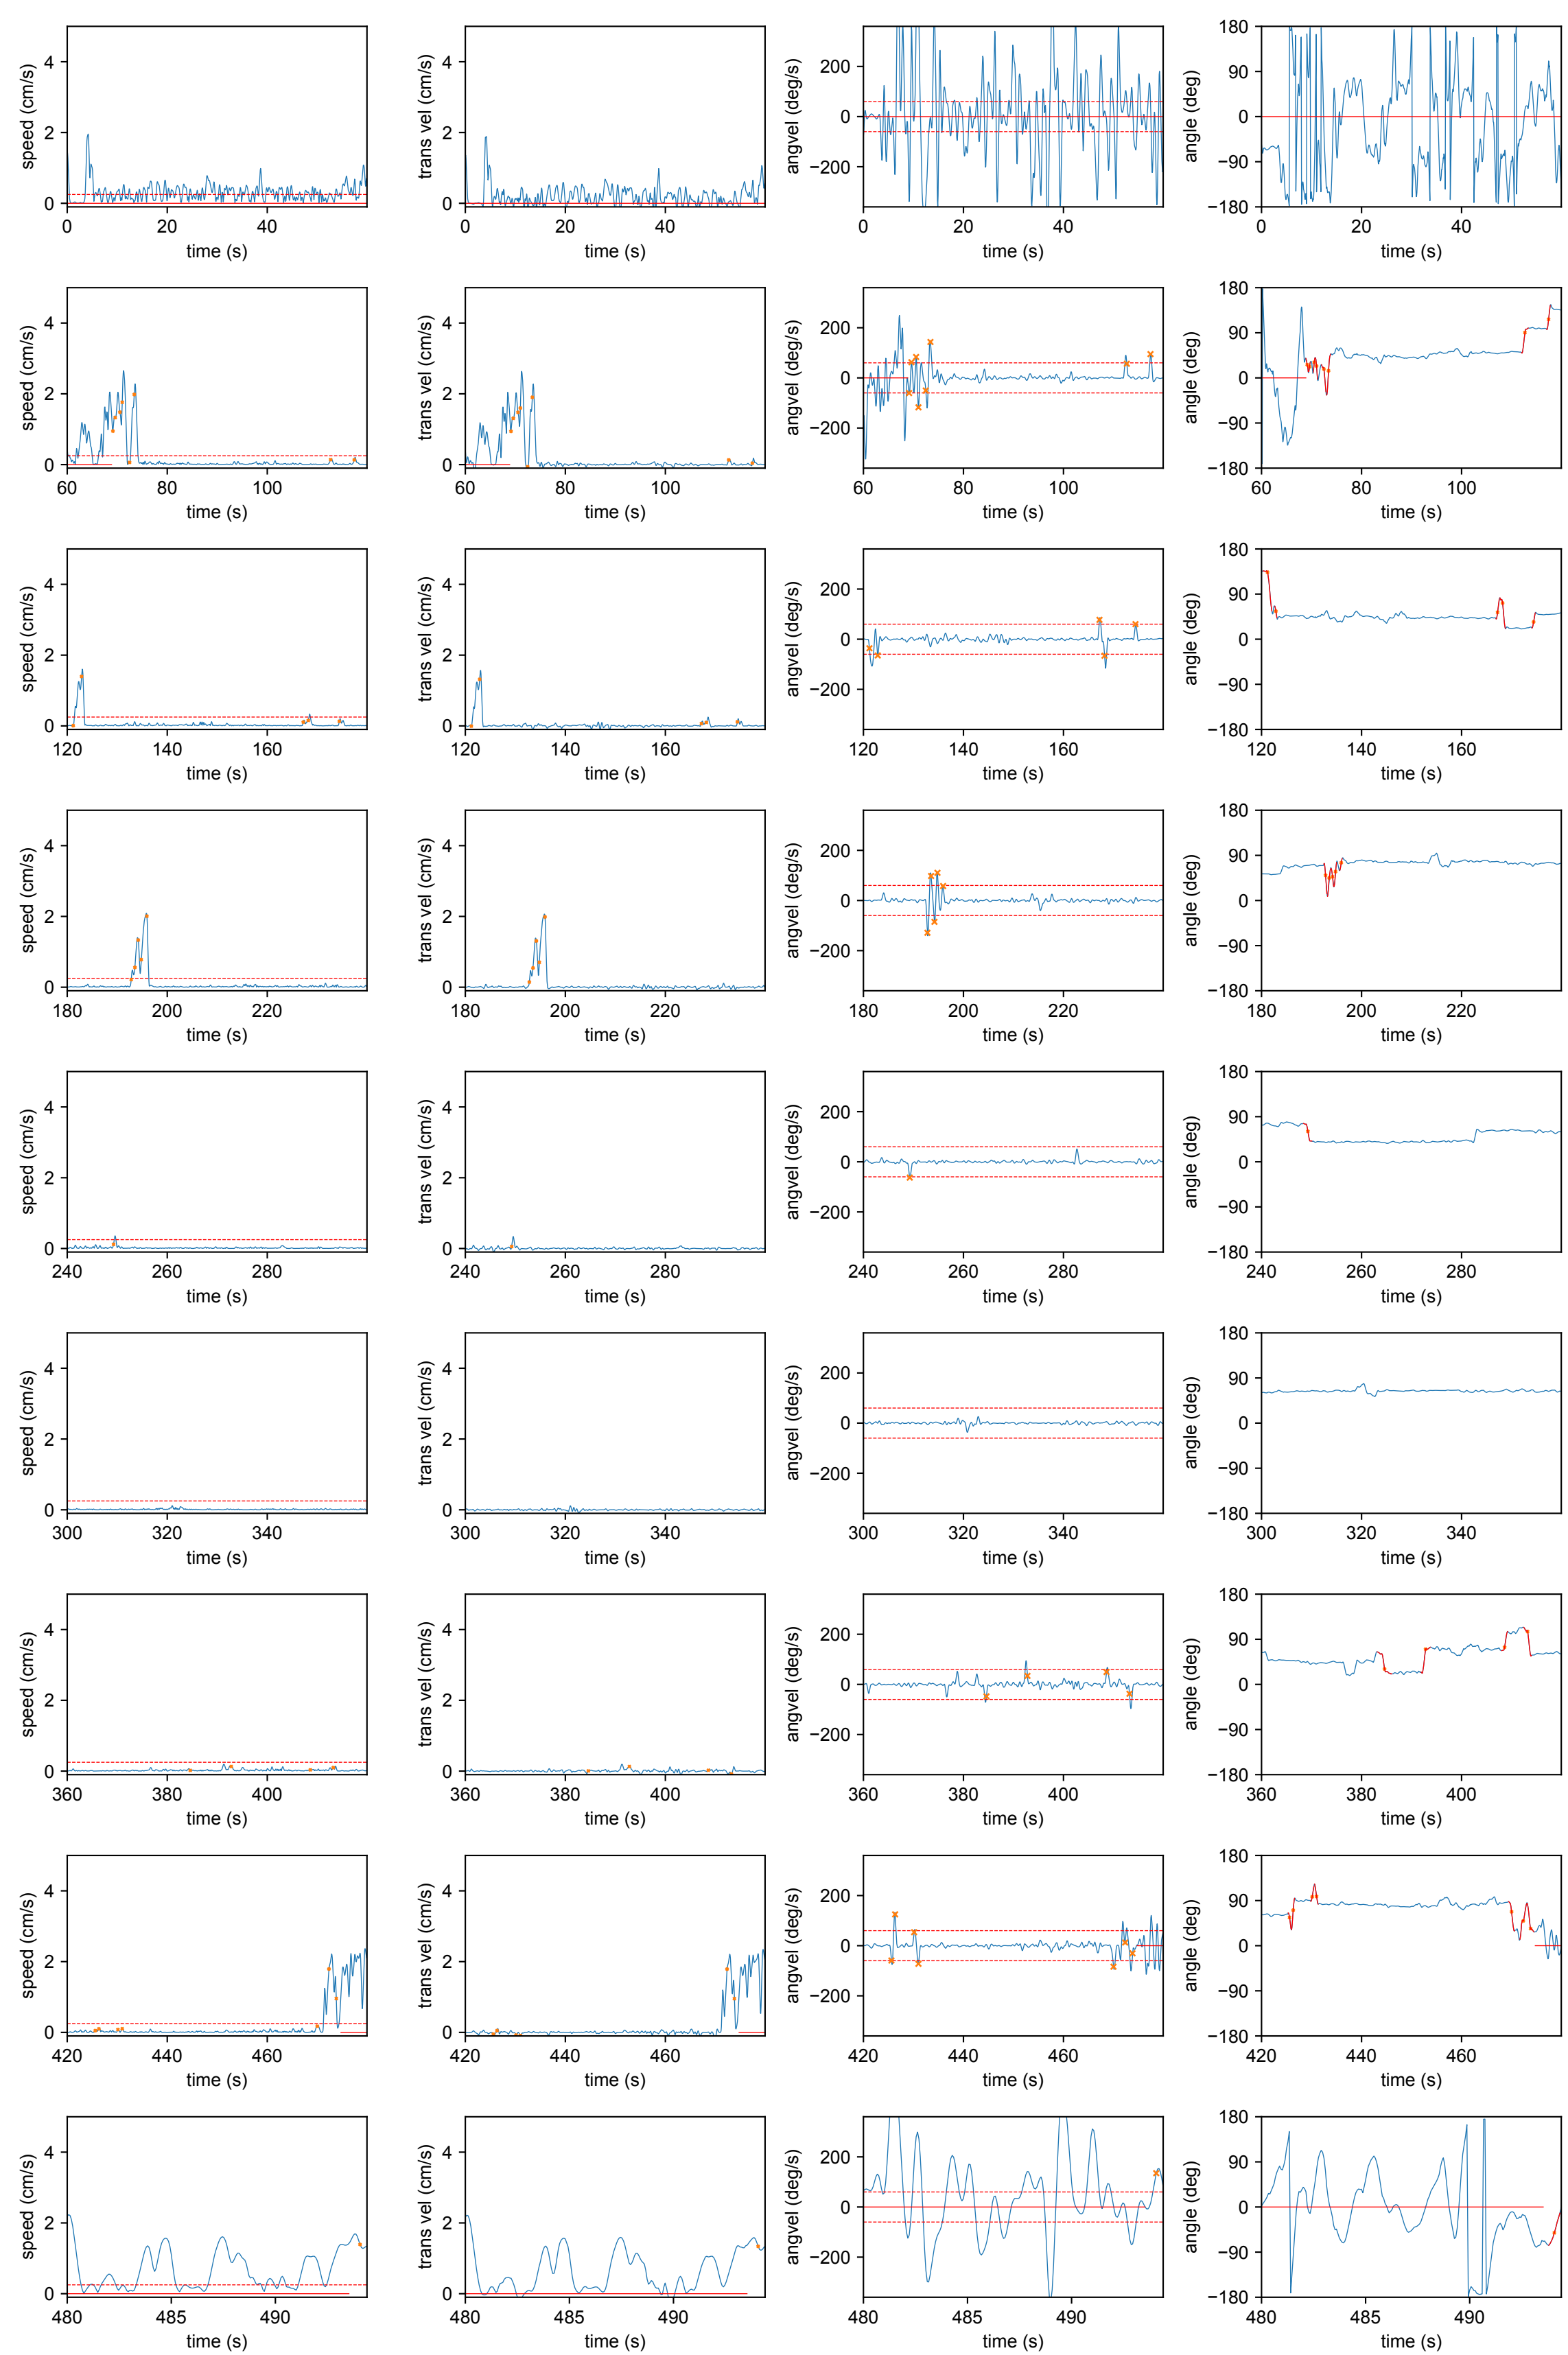 speed (cm/s) 4 2 0 0 20 40 time (s)
trans vel (cm/s) 4 2 0 0 20 40 time (s)
angvel (deg/s) 200 0 −200 0 20 40 time (s)
angle (deg) 180 90 0 −90 −180 0 20 40 time (s)
speed (cm/s) 4 2 0 60 80 100 time (s)
trans vel (cm/s) 4 2 0 60 80 100 time (s)
angvel (deg/s) 200 0 −200 60 80 100 time (s)
angle (deg) 180 90 0 −90 −180 60 80 100 time (s)
speed (cm/s) 4 2 0 120 140 160 time (s)
trans vel (cm/s) 4 2 0 120 140 160 time (s)
angvel (deg/s) 200 0 −200 120 140 160 time (s)
angle (deg) 180 90 0 −90 −180 120 140 160 time (s)
speed (cm/s) 4 2 0 180 200 220 time (s)
trans vel (cm/s) 4 2 0 180 200 220 time (s)
angvel (deg/s) 200 0 −200 180 200 220 time (s)
angle (deg) 180 90 0 −90 −180 180 200 220 time (s)
speed (cm/s) 4 2 0 240 260 280 time (s)
trans vel (cm/s) 4 2 0 240 260 280 time (s)
angvel (deg/s) 200 0 −200 240 260 280 time (s)
angle (deg) 180 90 0 −90 −180 240 260 280 time (s)
speed (cm/s) 4 2 0 300 320 340 time (s)
trans vel (cm/s) 4 2 0 300 320 340 time (s)
angvel (deg/s) 200 0 −200 300 320 340 time (s)
angle (deg) 180 90 0 −90 −180 300 320 340 time (s)
speed (cm/s) 4 2 0 360 380 400 time (s)
trans vel (cm/s) 4 2 0 360 380 400 time (s)
angvel (deg/s) 200 0 −200 360 380 400 time (s)
angle (deg) 180 90 0 −90 −180 360 380 400 time (s)
speed (cm/s) 4 2 0 420 440 460 time (s)
trans vel (cm/s) 4 2 0 420 440 460 time (s)
angvel (deg/s) 200 0 −200 420 440 460 time (s)
angle (deg) 180 90 0 −90 −180 420 440 460 time (s)
speed (cm/s) 4 2 0 480 485 490 time (s)
trans vel (cm/s) 4 2 0 480 485 490 time (s)
angvel (deg/s) 200 0 −200 480 485 490 time (s)
angle (deg) 180 90 0 −90 −180 480 485 490 time (s)